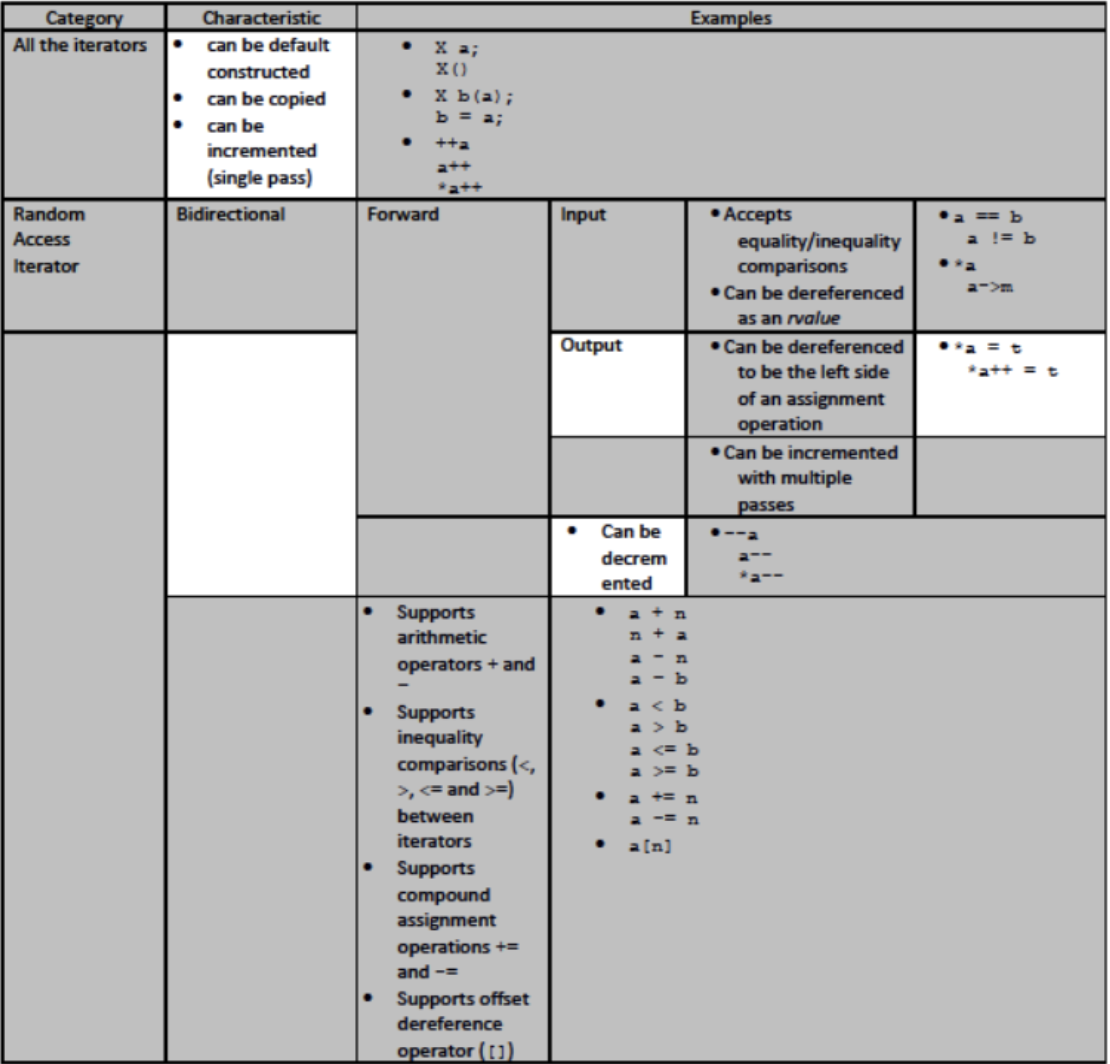 Category Characteristic Examples
All the iterators
• can be default
constructed
• can be copied
• can be
incremented
(single pass)
• X a;
X()
• X b(a);
b = a;
• ++a
a++
*a++
Random
Access
Iterator
Bidirectional
Forward
Input
• Accepts
equality/inequality
comparisons
• Can be dereferenced
as an rvalue
• a == b
a != b
• *a
a->m
Output
• Can be dereferenced
to be the left side
of an assignment
operation
• *a = t
*a++ = t
• Can be incremented
with multiple
passes
• Can be
decrem
ented
• --a
a--
*a--
• Supports
arithmetic
operators + and
-
• Supports
inequality
comparisons (<,
>, <= and >=)
between
iterators
• Supports
compound
assignment
operations +=
and -=
• Supports offset
dereference
operator ([])
• a + n
n + a
a - n
a - b
• a < b
a > b
a <= b
a >= b
• a += n
a -= n
• a[n]